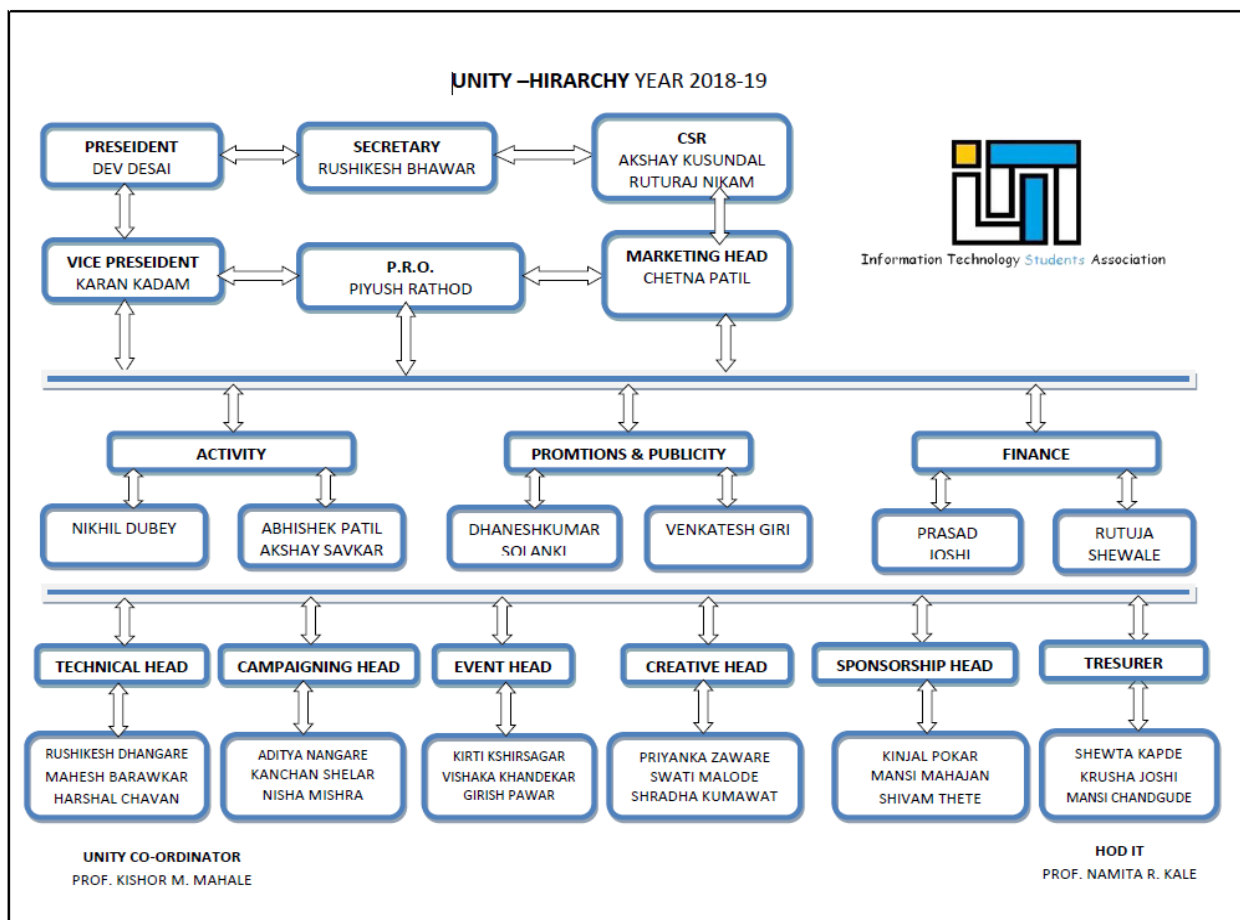 UNITY –HIRARCHY YEAR 2018-19
PRESEIDENT
DEV DESAI
SECRETARY
RUSHIKESH BHAWAR
CSR
AKSHAY KUSUNDAL
RUTURAJ NIKAM
Information Technology Students Association
VICE PRESEIDENT
KARAN KADAM
P.R.O.
PIYUSH RATHOD
MARKETING HEAD
CHETNA PATIL
ACTIVITY
PROMTIONS & PUBLICITY
FINANCE
NIKHIL DUBEY
ABHISHEK PATIL
AKSHAY SAVKAR
DHANESHKUMAR
SOLANKI
VENKATESH GIRI
PRASAD
JOSHI
RUTUJA
SHEWALE
TECHNICAL HEAD
CAMPAIGNING HEAD
EVENT HEAD
CREATIVE HEAD
SPONSORSHIP HEAD
TRESURER
RUSHIKESH DHANGARE
MAHESH BARAWKAR
HARSHAL CHAVAN
ADITYA NANGARE
KANCHAN SHELAR
NISHA MISHRA
KIRTI KSHIRSAGAR
VISHAKA KHANDEKAR
GIRISH PAWAR
PRIYANKA ZAWARE
SWATI MALODE
SHRADHA KUMAWAT
KINJAL POKAR
MANSI MAHAJAN
SHIVAM THETE
SHEWTA KAPDE
KRUSHA JOSHI
MANSI CHANDGUDE
UNITY CO-ORDINATOR
PROF. KISHOR M. MAHALE
HOD IT
PROF. NAMITA R. KALE